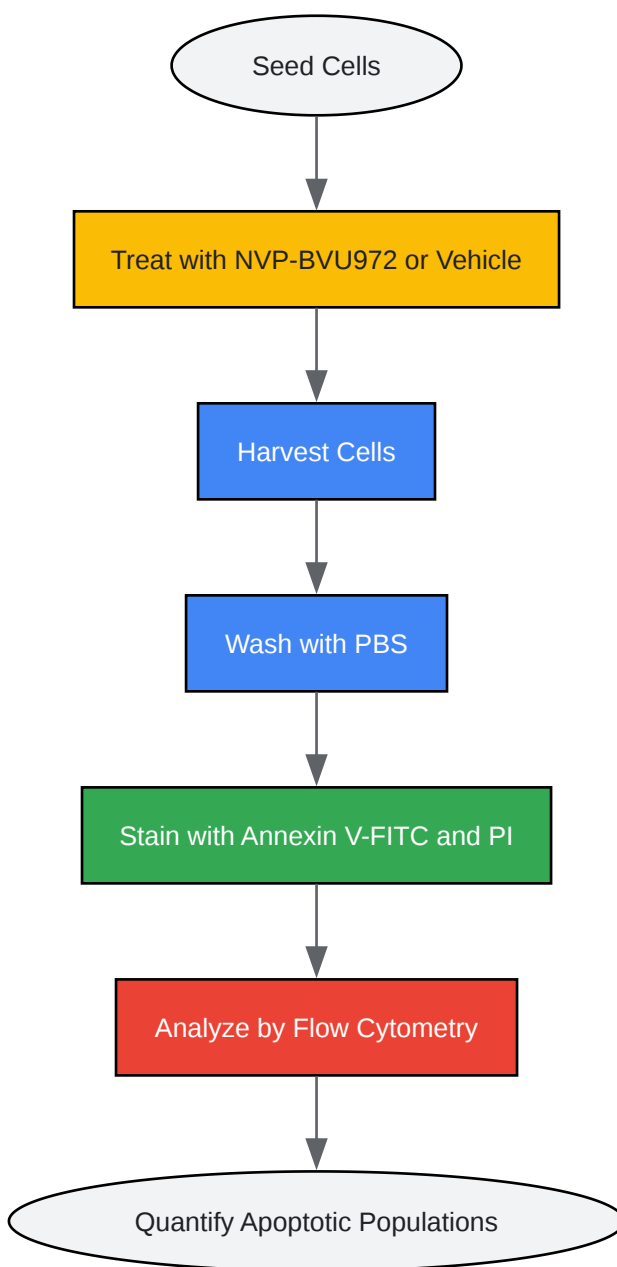 Seed Cells
Treat with NVP-BVU972 or Vehicle
Harvest Cells
Wash with PBS
Stain with Annexin V-FITC and PI
Analyze by Flow Cytometry
Quantify Apoptotic Populations